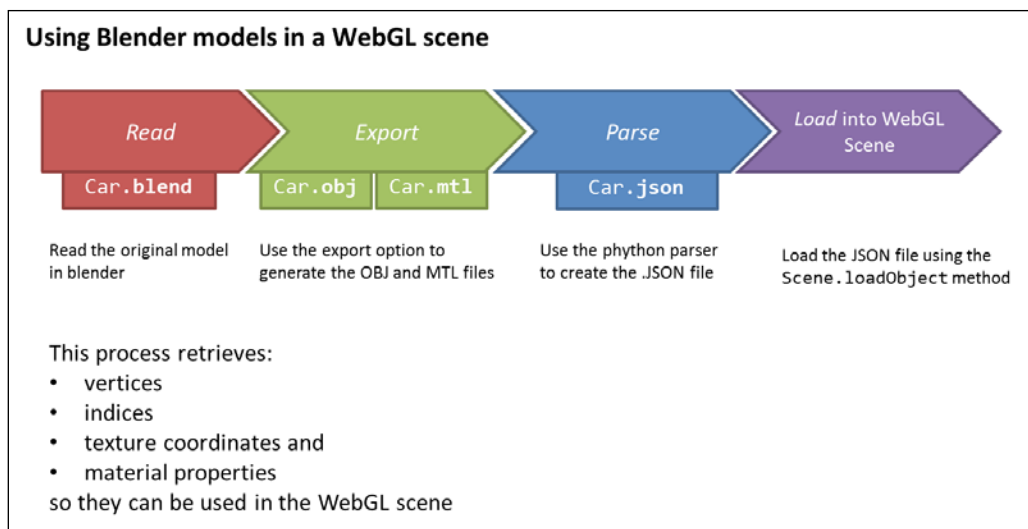 Using Blender models in a WebGL scene
Read
Export
Parse
Load into WebGL
Scene
Car.blend
Car.obj
Car.mtl
Car.json
Read the original model
in blender
Use the export option to
generate the OBJ and MTL files
Use the phython parser
to create the .JSON file
Load the JSON file using the
Scene.loadObject method
This process retrieves:
• vertices
• indices
• texture coordinates and
• material properties
so they can be used in the WebGL scene